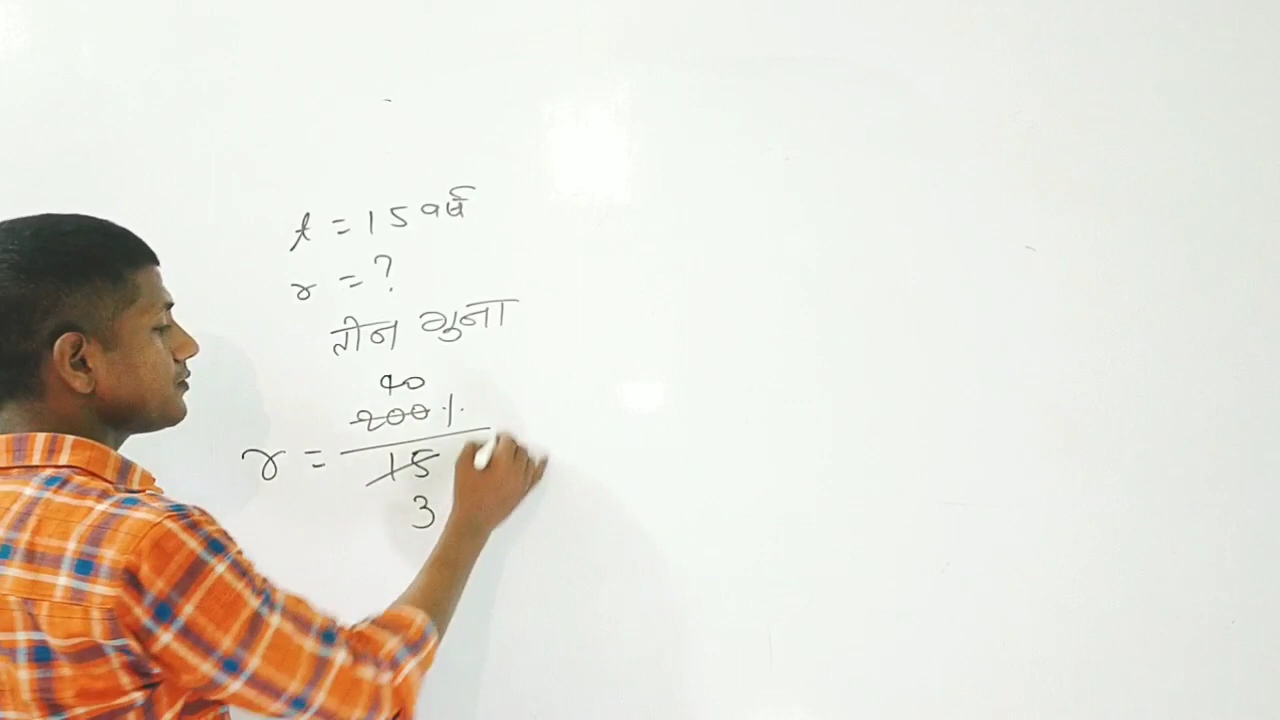 t = 15 वर्ष
r = ?
तीन गुना
40
r = 200% / 15
3